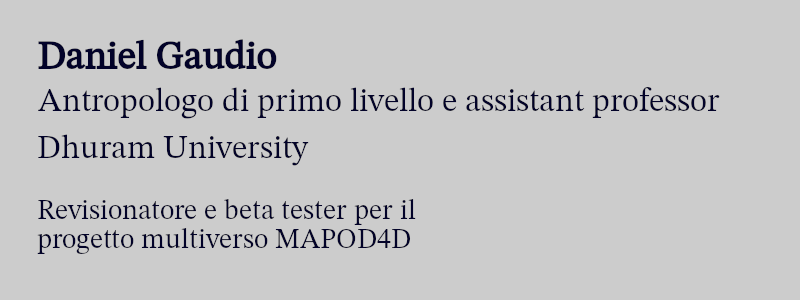 Daniel Gaudio
Antropologo di primo livello e assistant professor
Dhuram University
Revisionatore e beta tester per il
progetto multiverso MAPOD4D